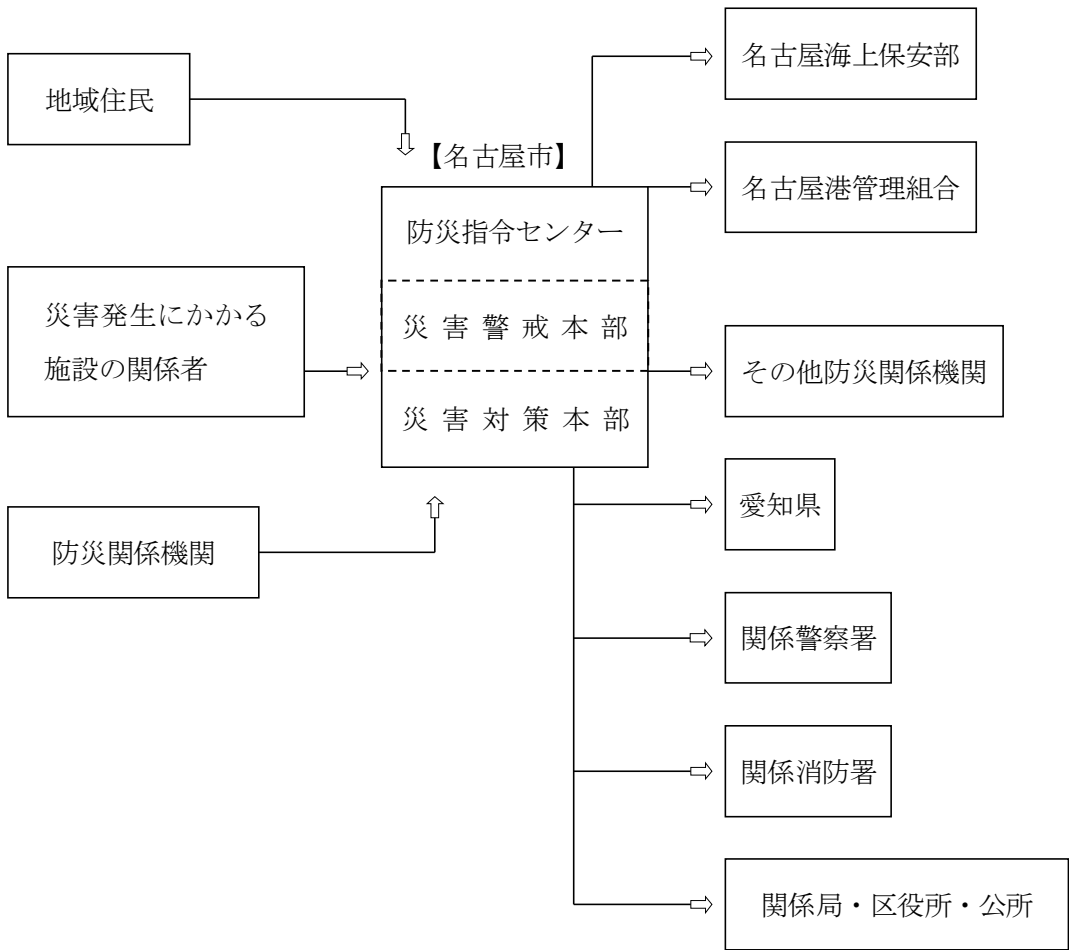 地域住民
災害発生にかかる
施設の関係者
防災関係機関
【名古屋市】
防災指令センター
災害警戒本部
災害対策本部
名古屋海上保安部
名古屋港管理組合
その他防災関係機関
愛知県
関係警察署
関係消防署
関係局・区役所・公所